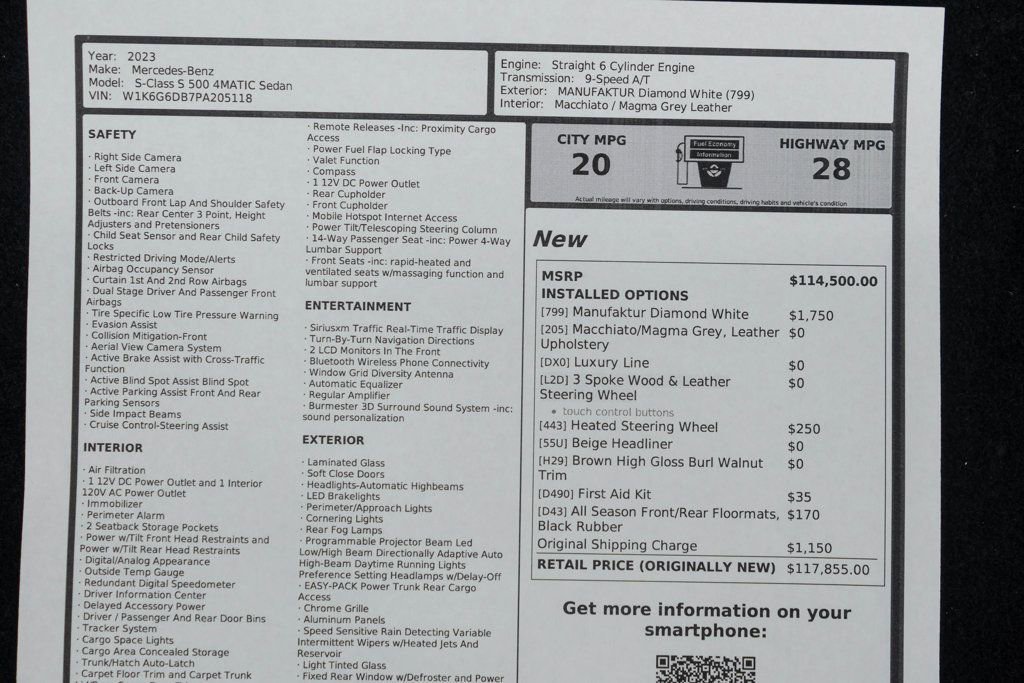 Year: 2023
Make: Mercedes-Benz
Model: S-Class S 500 4MATIC Sedan
VIN: W1K6G6DB7PA205118
Engine: Straight 6 Cylinder Engine
Transmission: 9-Speed A/T
Exterior: MANUFAKTUR Diamond White (799)
Interior: Macchiato / Magma Grey Leather
SAFETY
· Right Side Camera
· Left Side Camera
· Front Camera
· Back-Up Camera
· Outboard Front Lap And Shoulder Safety
Belts -inc: Rear Center 3 Point, Height
Adjusters and Pretensioners
· Child Seat Sensor and Rear Child Safety
Locks
· Restricted Driving Mode/Alerts
· Airbag Occupancy Sensor
· Curtain 1st And 2nd Row Airbags
· Dual Stage Driver And Passenger Front
Airbags
· Tire Specific Low Tire Pressure Warning
· Evasion Assist
· Collision Mitigation-Front
· Aerial View Camera System
· Active Brake Assist with Cross-Traffic
Function
· Active Blind Spot Assist Blind Spot
· Active Parking Assist Front And Rear
Parking Sensors
· Side Impact Beams
· Cruise Control-Steering Assist
INTERIOR
· Air Filtration
· 1 12V DC Power Outlet and 1 Interior
120V AC Power Outlet
· Immobilizer
· Perimeter Alarm
· 2 Seatback Storage Pockets
· Power w/Tilt Front Head Restraints and
Power w/Tilt Rear Head Restraints
· Digital/Analog Appearance
· Outside Temp Gauge
· Redundant Digital Speedometer
· Driver Information Center
· Delayed Accessory Power
· Driver / Passenger And Rear Door Bins
· Tracker System
· Cargo Space Lights
· Cargo Area Concealed Storage
· Trunk/Hatch Auto-Latch
· Carpet Floor Trim and Carpet Trunk
· Remote Releases -Inc: Proximity Cargo
Access
· Power Fuel Flap Locking Type
· Valet Function
· Compass
· 1 12V DC Power Outlet
· Rear Cupholder
· Front Cupholder
· Mobile Hotspot Internet Access
· Power Tilt/Telescoping Steering Column
· 14-Way Passenger Seat -inc: Power 4-Way
Lumbar Support
· Front Seats -inc: rapid-heated and
ventilated seats w/massaging function and
lumbar support
ENTERTAINMENT
· Siriusxm Traffic Real-Time Traffic Display
· Turn-By-Turn Navigation Directions
· 2 LCD Monitors In The Front
· Bluetooth Wireless Phone Connectivity
· Window Grid Diversity Antenna
· Automatic Equalizer
· Regular Amplifier
· Burmester 3D Surround Sound System -inc:
sound personalization
EXTERIOR
· Laminated Glass
· Soft Close Doors
· Headlights-Automatic Highbeams
· LED Brakelights
· Perimeter/Approach Lights
· Cornering Lights
· Rear Fog Lamps
· Programmable Projector Beam Led
Low/High Beam Directionally Adaptive Auto
High-Beam Daytime Running Lights
Preference Setting Headlamps w/Delay-Off
· EASY-PACK Power Trunk Rear Cargo
Access
· Chrome Grille
· Aluminum Panels
· Speed Sensitive Rain Detecting Variable
Intermittent Wipers w/Heated Jets And
Reservoir
· Light Tinted Glass
· Fixed Rear Window w/Defroster and Power
CITY MPG
20
Fuel Economy
Information
HIGHWAY MPG
28
Actual mileage will vary with options, driving conditions, driving habits and vehicle's condition
New
MSRP $114,500.00
INSTALLED OPTIONS
[799] Manufaktur Diamond White $1,750
[205] Macchiato/Magma Grey, Leather $0
Upholstery
[DX0] Luxury Line $0
[L2D] 3 Spoke Wood & Leather $0
Steering Wheel
• touch control buttons
[443] Heated Steering Wheel $250
[55U] Beige Headliner $0
[H29] Brown High Gloss Burl Walnut $0
Trim
[D490] First Aid Kit $35
[D43] All Season Front/Rear Floormats, $170
Black Rubber
Original Shipping Charge $1,150
RETAIL PRICE (ORIGINALLY NEW) $117,855.00
Get more information on your
smartphone: